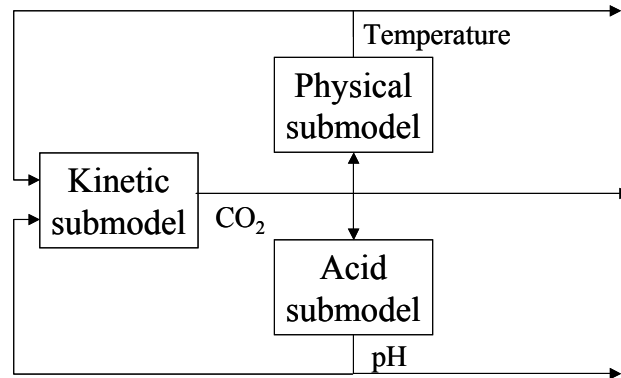 Temperature
Physical
submodel
Kinetic
submodel
CO₂
Acid
submodel
pH